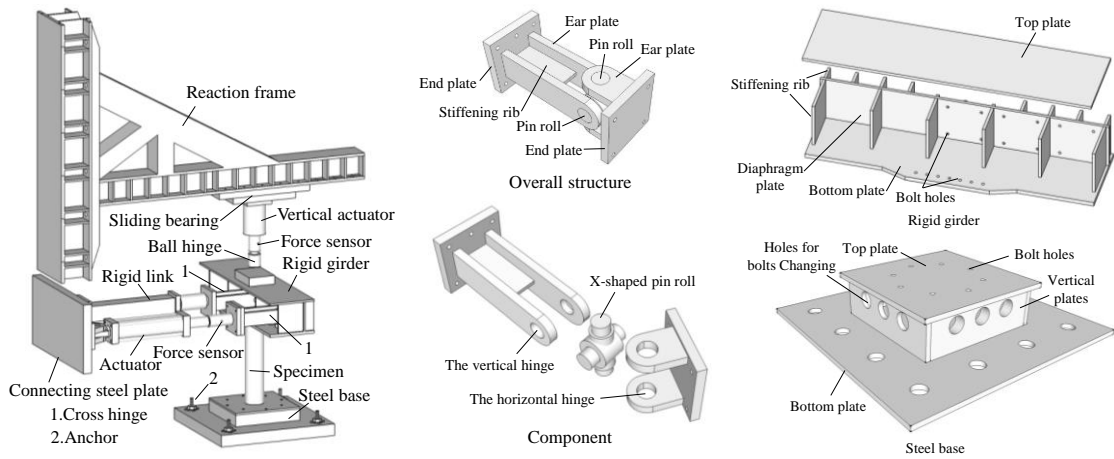 Reaction frame
Sliding bearing
Vertical actuator
Ball hinge
Force sensor
Rigid link
1
Rigid girder
Actuator
Force sensor
1
Connecting steel plate
2
Specimen
Steel base
1.Cross hinge
2.Anchor
Ear plate
Pin roll
Ear plate
End plate
Stiffening rib
Pin roll
End plate
Overall structure
X-shaped pin roll
The vertical hinge
The horizontal hinge
Component
Top plate
Stiffening rib
Diaphragm
plate
Bottom plate
Bolt holes
Rigid girder
Holes for
bolts Changing
Top plate
Bolt holes
Vertical
plates
Bottom plate
Steel base